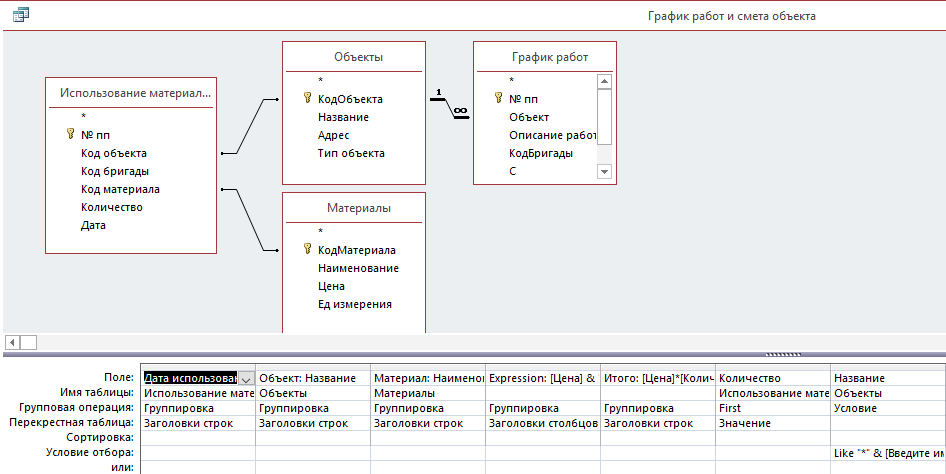 График работ и смета объекта
Использование материал...
*
№ пп
Код объекта
Код бригады
Код материала
Количество
Дата
Объекты
*
КодОбъекта
Название
Адрес
Тип объекта
1
∞
График работ
*
№ пп
Объект
Описание работ
КодБригады
С
Материалы
*
КодМатериала
Наименование
Цена
Ед измерения
Поле: Дата использован Объект: Название Материал: Наимено Expression: [Цена] & Итого: [Цена]*[Колич Количество Название
Имя таблицы: Использование мате Объекты Материалы Использование мате Объекты
Групповая операция: Группировка Группировка Группировка Группировка Группировка First Условие
Перекрестная таблица: Заголовки строк Заголовки строк Заголовки строк Заголовки столбцов Заголовки строк Значение
Сортировка:
Условие отбора: Like "*" & [Введите им
или: